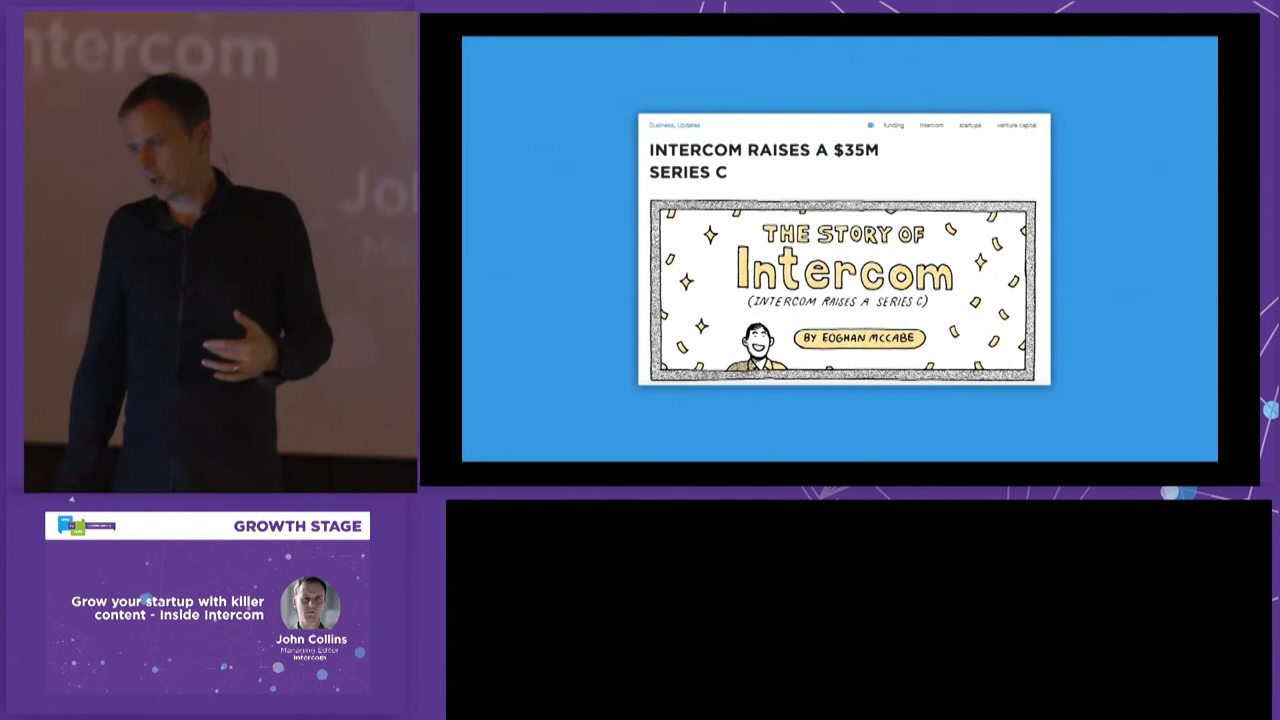 ntercom
Joh
Business, Updates
funding intercom startups venture capital
INTERCOM RAISES A $35M
SERIES C
THE STORY OF
Intercom
(INTERCOM RAISES A SERIES C)
BY EOGHAN MCCABE
GROWTH STAGE
Grow your startup with killer
content - Inside Intercom
John Collins
Managing Editor
Intercom